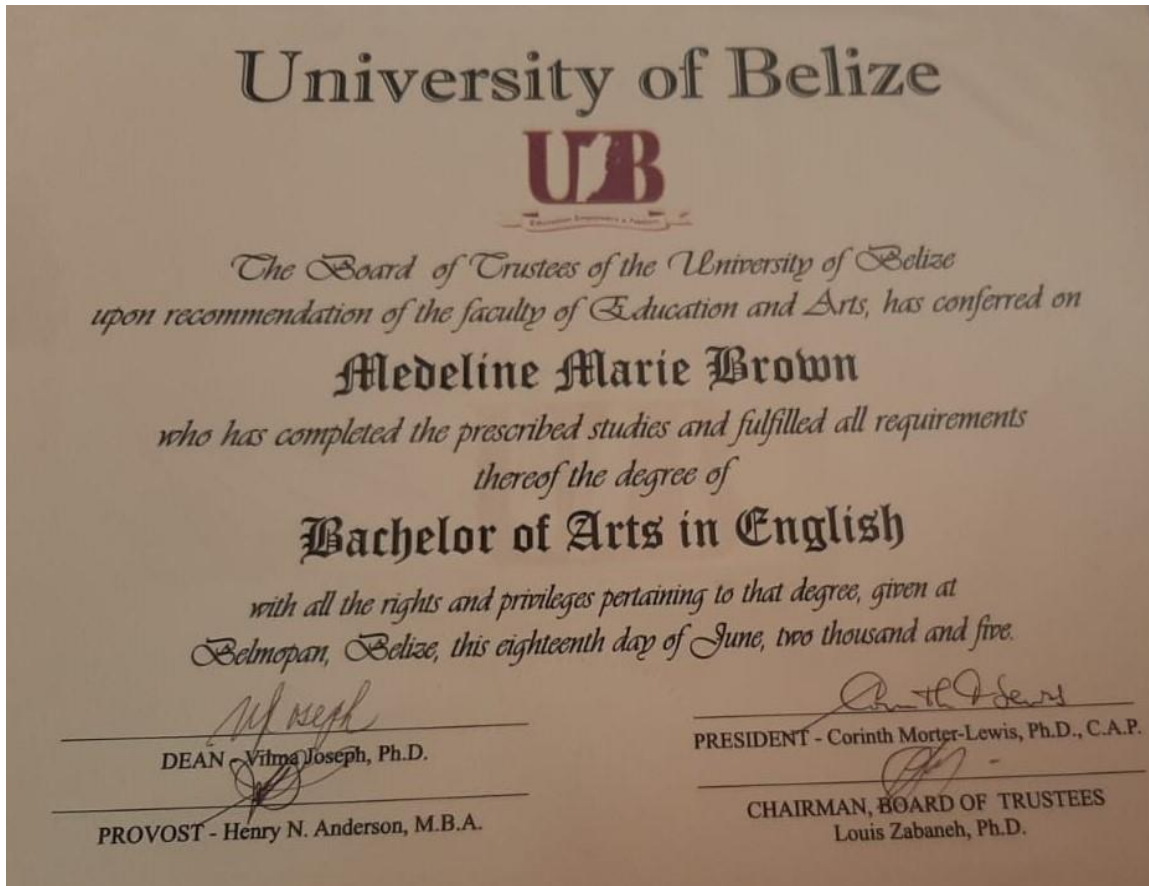 University of Belize
UB
The Board of Trustees of the University of Belize
upon recommendation of the faculty of Education and Arts, has conferred on
Medeline Marie Brown
who has completed the prescribed studies and fulfilled all requirements
thereof the degree of
Bachelor of Arts in English
with all the rights and privileges pertaining to that degree, given at
Belmopan, Belize, this eighteenth day of June, two thousand and five.
DEAN - Vilma Joseph, Ph.D.
PRESIDENT - Corinth Morter-Lewis, Ph.D., C.A.P.
PROVOST - Henry N. Anderson, M.B.A.
CHAIRMAN, BOARD OF TRUSTEES
Louis Zabaneh, Ph.D.